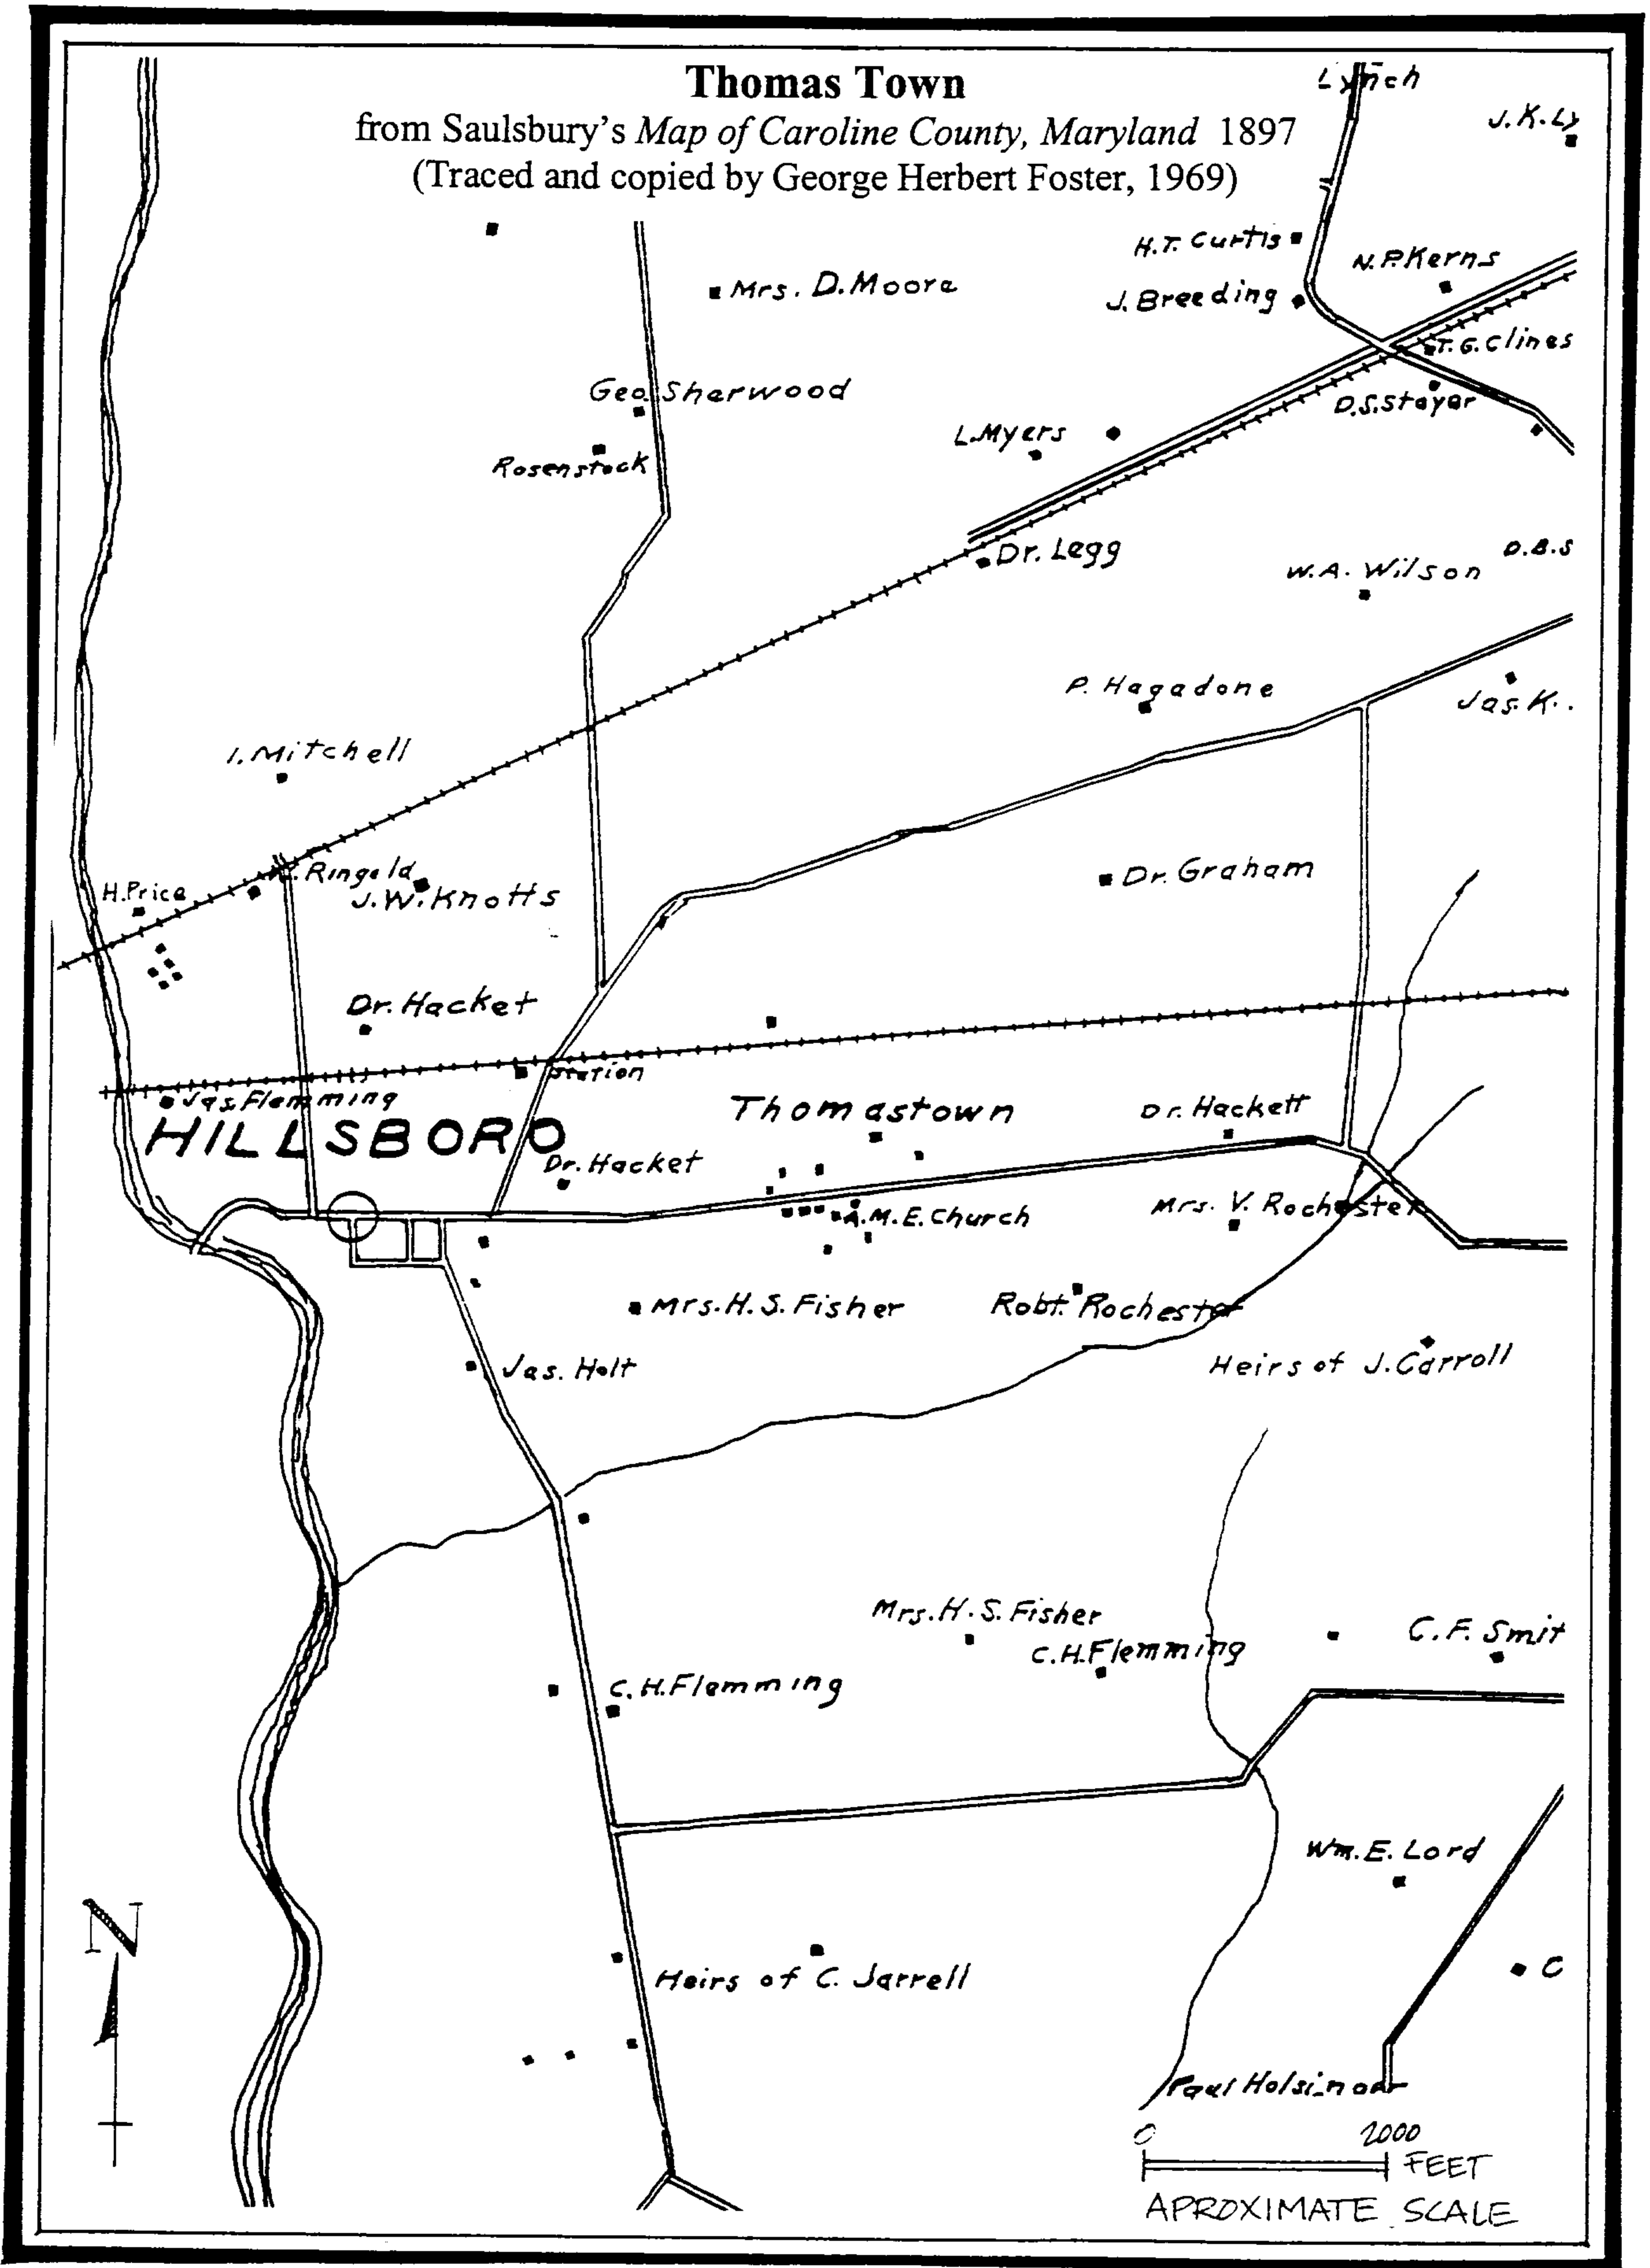 Thomas Town
from Saulsbury's Map of Caroline County, Maryland 1897
(Traced and copied by George Herbert Foster, 1969)
Lynch
J.K.Ly
H.T. Curtis
N.P.Kerns
Mrs. D.Moore
J.Breeding
T.G.Clines
Geo.Sherwood
D.S.Stayer
L.Myers
Rosenstock
Dr.Legg
D.B.S
W.A. Wilson
P. Hagadone
Jas.K..
I.Mitchell
Ringold
Dr.Graham
H.Price
J.W.Knotts
Dr.Hacket
Station
Jas.Flemming
Thomastown
Dr.Hackett
HILLSBORO
Dr.Hacket
A.M.E.Church
Mrs. V. Rochester
Mrs.H.S.Fisher
Robt.Rochester
Jas. Holt
Heirs of J.Carroll
Mrs.H.S.Fisher
C.F.Smit
C.H.Flemming
C.H.Flemming
Wm.E.Lord
N
Heirs of C. Jarrell
C
Paul
0 2000
FEET
APROXIMATE SCALE